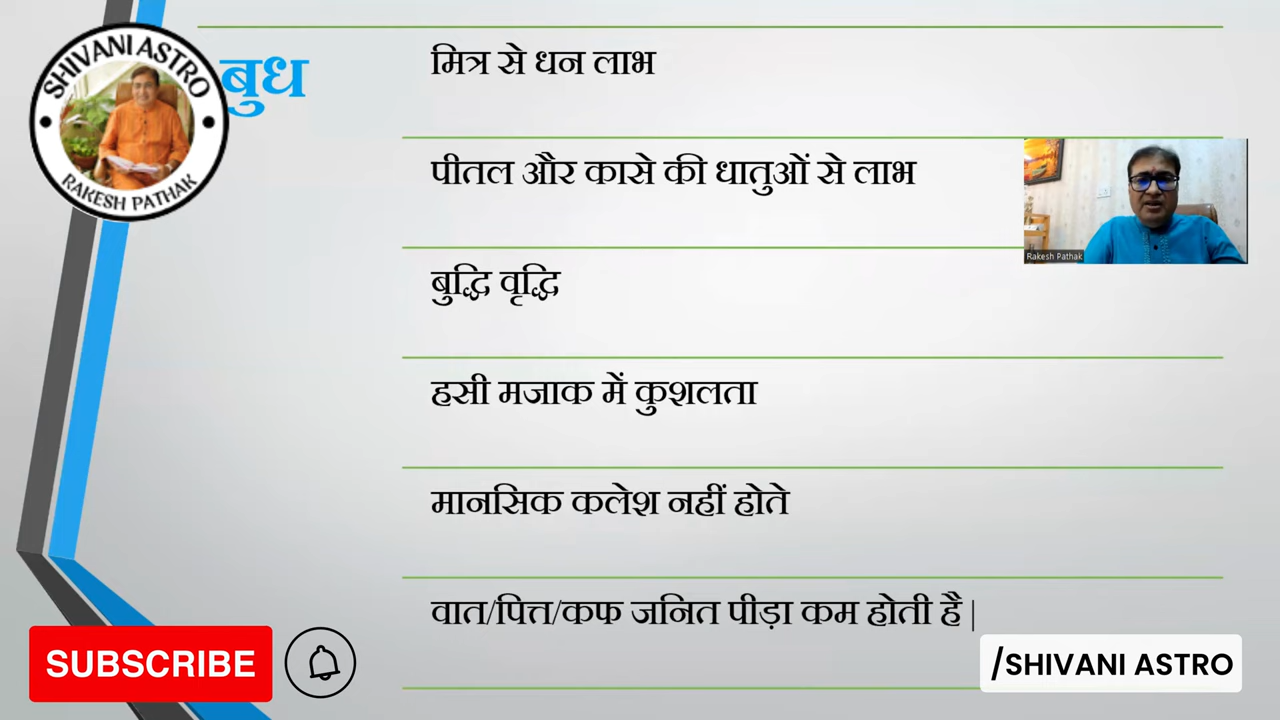 SHIVANI ASTRO
RAKESH PATHAK
बुध
मित्र से धन लाभ
पीतल और कासे की धातुओं से लाभ
Rakesh Pathak
बुद्धि वृद्धि
हसी मजाक में कुशलता
मानसिक कलेश नहीं होते
वात/पित्त/कफ जनित पीड़ा कम होती है |
SUBSCRIBE
/SHIVANI ASTRO